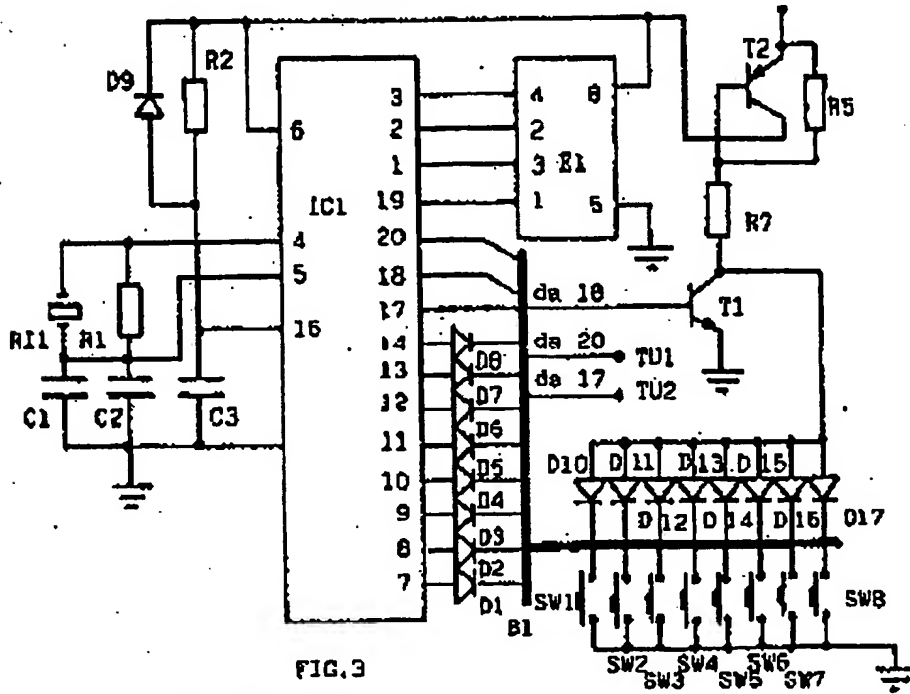 T2
D9
R2
R5
6
3
4
6
2
2
1
3
E1
IC1
19
1
5
4
20
R7
5
18
da 18
T1
RI1
R1
16
17
14
da 20
TU1
D8
13
da 17
TU2
C1
C2
C3
D7
12
D6
11
D5
D10
D 11
D 13
D 15
10
D4
D 12
D 14
D 16
D17
9
D3
8
D2
7
D1
SW1
SW8
B1
SW2
SW4
SW6
SW3
SW5
SW7
FIG.3